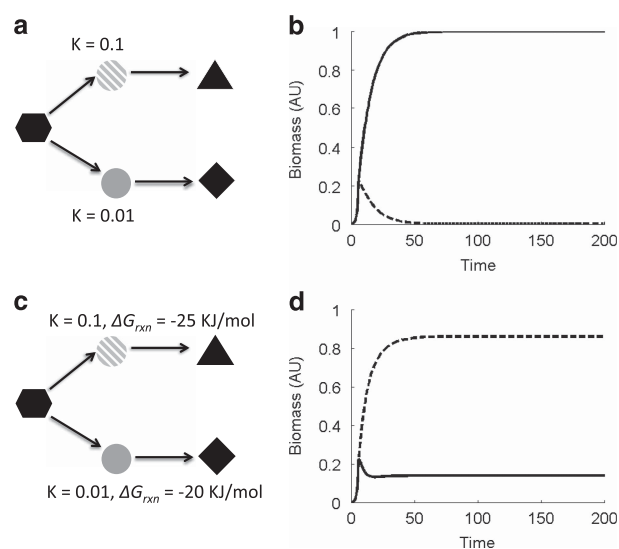 a
K = 0.1
K = 0.01
b
Biomass (AU)
1
0.8
0.6
0.4
0.2
0
0 50 100 150 200
Time
c
K = 0.1, ΔGrxn = -25 KJ/mol
K = 0.01, ΔGrxn = -20 KJ/mol
d
Biomass (AU)
1
0.8
0.6
0.4
0.2
0
0 50 100 150 200
Time